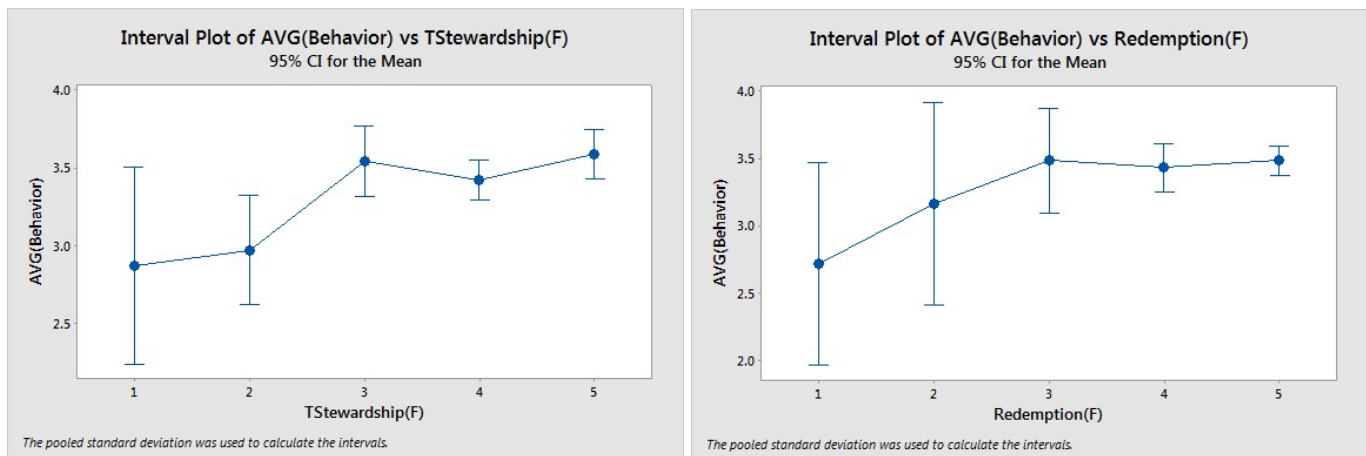 Interval Plot of AVG(Behavior) vs TStewardship(F)
95% CI for the Mean
4.0
3.5
3.0
2.5
AVG(Behavior)
1 2 3 4 5
TStewardship(F)
The pooled standard deviation was used to calculate the intervals.
Interval Plot of AVG(Behavior) vs Redemption(F)
95% CI for the Mean
4.0
3.5
3.0
2.5
2.0
AVG(Behavior)
1 2 3 4 5
Redemption(F)
The pooled standard deviation was used to calculate the intervals.